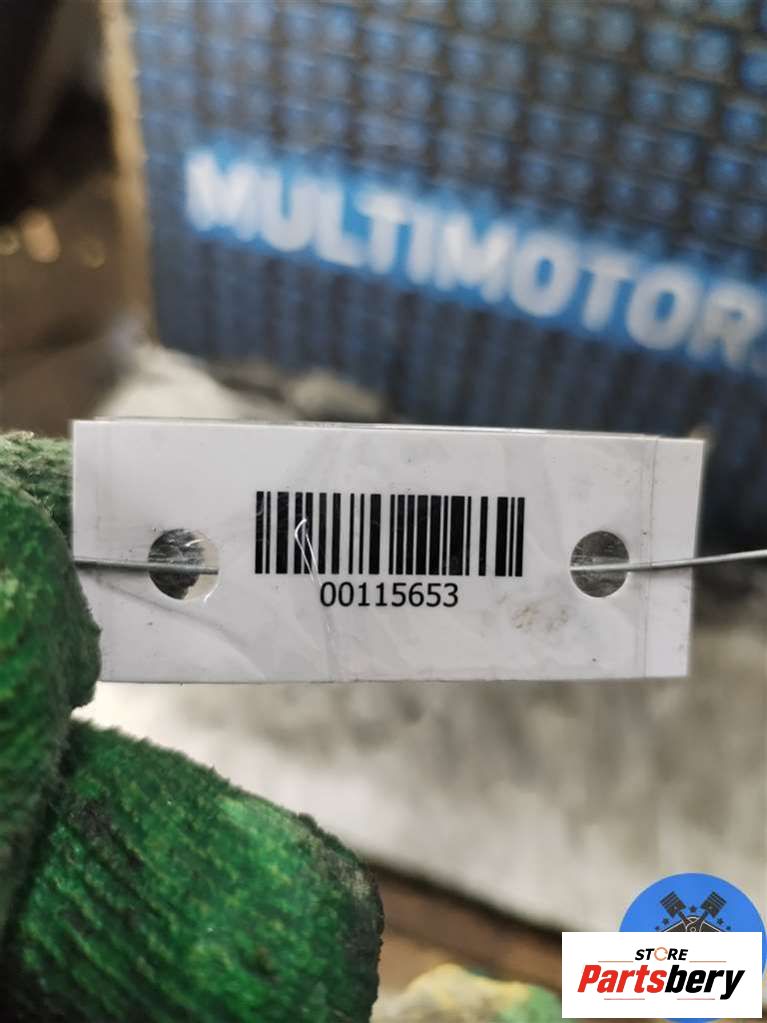 MULTIMOTOR
00115653
STORE
Partsbery